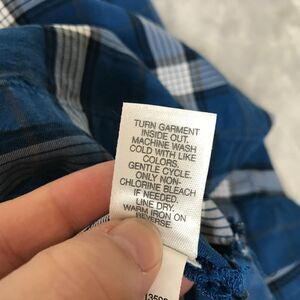 TURN GARMENT
INSIDE OUT.
MACHINE WASH
COLD WITH LIKE
COLORS.
GENTLE CYCLE.
ONLY NON-
CHLORINE BLEACH
IF NEEDED.
LINE DRY.
WARM IRON ON
REVERSE.